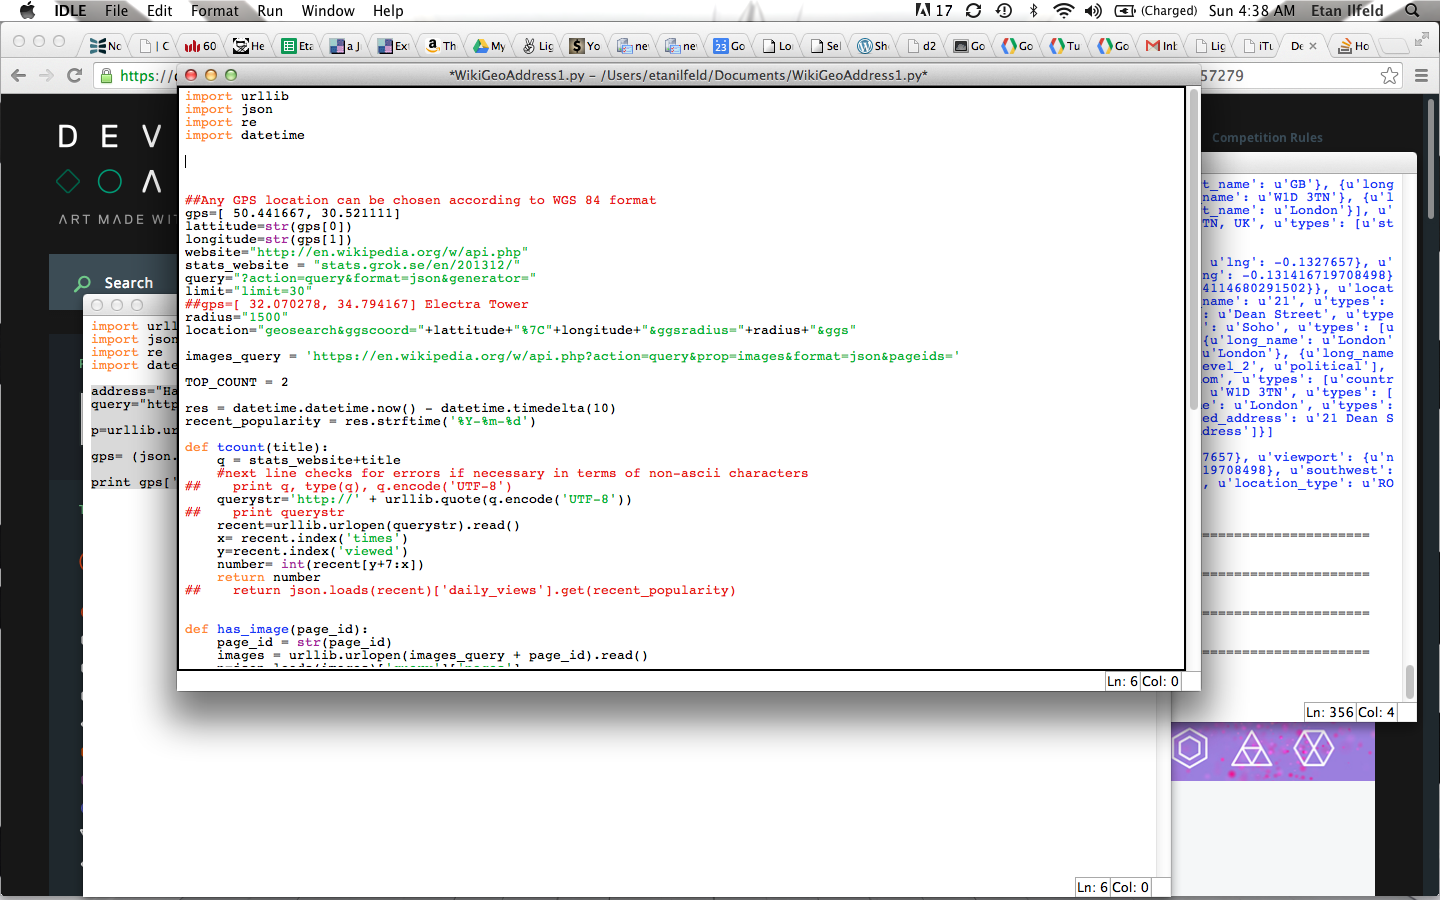 IDLE File Edit Format Run Window Help
17 (Charged) Sun 4:38 AM Etan Ilfeld
No | C 60 He Eta a J Ext Th My Lig Yo ne ne Go Lo Sel Sh d2 Go Go Tu Go Inb Lig iTu De Ho
https:// 57279
*WikiGeoAddress1.py – /Users/etanilfeld/Documents/WikiGeoAddress1.py*
import urllib
import json
import re
import datetime
##Any GPS location can be chosen according to WGS 84 format
gps=[ 50.441667, 30.521111]
lattitude=str(gps[0])
longitude=str(gps[1])
website="http://en.wikipedia.org/w/api.php"
stats_website = "stats.grok.se/en/201312/"
query="?action=query&format=json&generator="
limit="limit=30"
##gps=[ 32.070278, 34.794167] Electra Tower
radius="1500"
location="geosearch&ggscoord="+lattitude+"%7C"+longitude+"&ggsradius="+radius+"&ggs"
images_query = 'https://en.wikipedia.org/w/api.php?action=query&prop=images&format=json&pageids='
TOP_COUNT = 2
res = datetime.datetime.now() - datetime.timedelta(10)
recent_popularity = res.strftime('%Y-%m-%d')
def tcount(title):
q = stats_website+title
#next line checks for errors if necessary in terms of non-ascii characters
## print q, type(q), q.encode('UTF-8')
querystr='http://' + urllib.quote(q.encode('UTF-8'))
## print querystr
recent=urllib.urlopen(querystr).read()
x= recent.index('times')
y=recent.index('viewed')
number= int(recent[y+7:x])
return number
## return json.loads(recent)['daily_views'].get(recent_popularity)
def has_image(page_id):
page_id = str(page_id)
images = urllib.urlopen(images_query + page_id).read()
Ln: 6 Col: 0
DEV
ART MADE WIT
Search
import urll
import json
import re
import date
address="Ha
query="http
p=urllib.ur
gps= (json.
print gps['
Ln: 6 Col: 0
Competition Rules
t_name': u'GB'}, {u'long
name': u'W1D 3TN'}, {u'l
t_name': u'London'}], u'
TN, UK', u'types': [u'st
u'lng': -0.1327657},
ng': -0.131416719708498}
4114680291502}}, u'locat
name': u'21', u'types':
u'Dean Street', u'type
': u'Soho', u'types': [u
{u'long_name': u'London'
u'London'}, {u'long_name
evel_2', u'political'],
om', u'types': [u'countr
u'W1D 3TN', u'types': [
u'London', u'types':
ed_address': u'21 Dean S
dress']}]
7657}, u'viewport': {u'n
19708498}, u'southwest':
, u'location_type': u'RO
=====================
=====================
=====================
=====================
Ln: 356 Col: 4